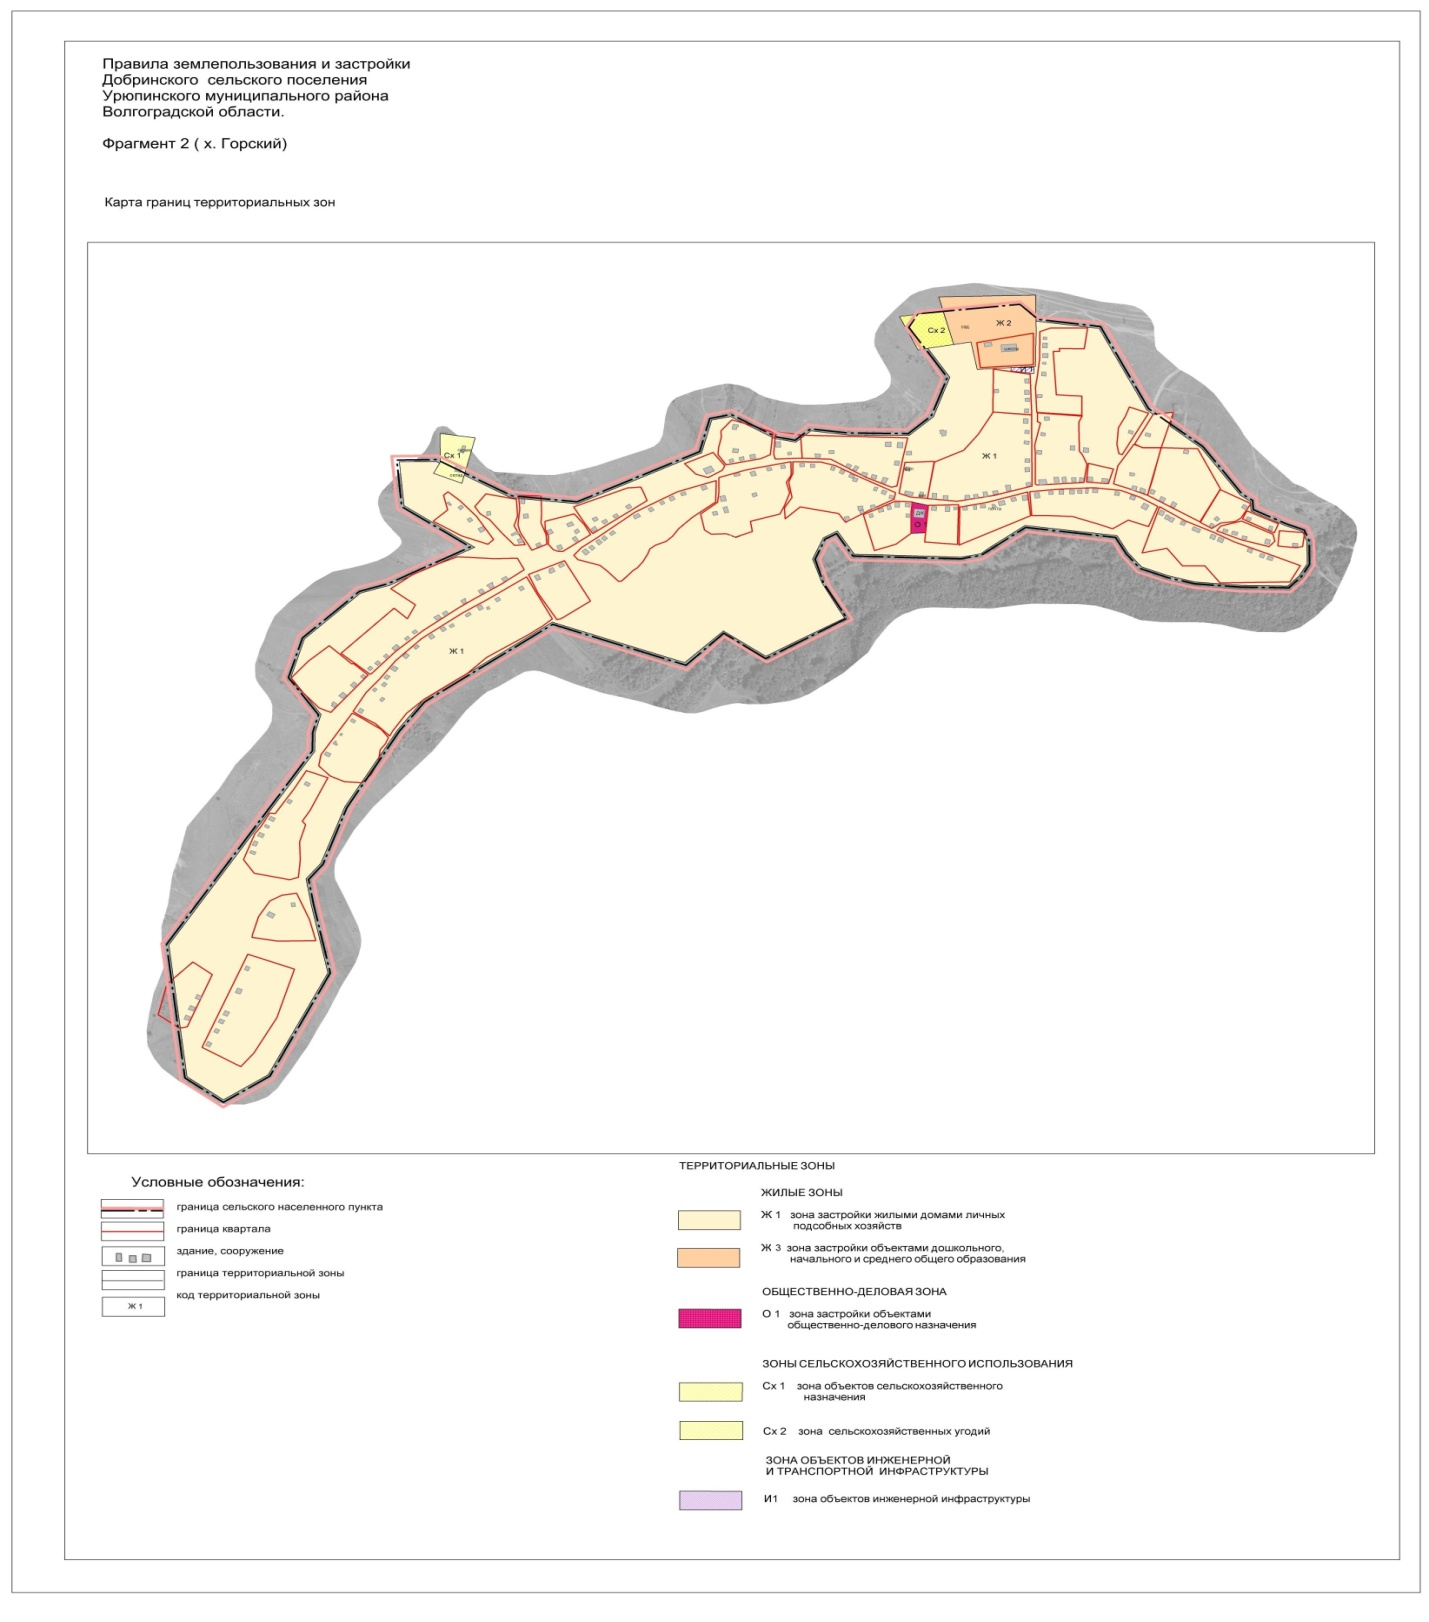 Правила землепользования и застройки
Добринского сельского поселения
Урюпинского муниципального района
Волгоградской области.
Фрагмент 2 ( х. Горский)
Карта границ территориальных зон
Сх 2
Ж 2
Сх 1
Ж 1
О 1
Ж 1
ТЕРРИТОРИАЛЬНЫЕ ЗОНЫ
Условные обозначения:
граница сельского населенного пункта
граница квартала
здание, сооружение
граница территориальной зоны
код территориальной зоны
Ж 1
ЖИЛЫЕ ЗОНЫ
Ж 1 зона застройки жилыми домами личных
подсобных хозяйств
Ж 3 зона застройки объектами дошкольного,
начального и среднего общего образования
ОБЩЕСТВЕННО-ДЕЛОВАЯ ЗОНА
О 1 зона застройки объектами
общественно-делового назначения
ЗОНЫ СЕЛЬСКОХОЗЯЙСТВЕННОГО ИСПОЛЬЗОВАНИЯ
Сх 1 зона объектов сельскохозяйственного
назначения
Сх 2 зона сельскохозяйственных угодий
ЗОНА ОБЪЕКТОВ ИНЖЕНЕРНОЙ
И ТРАНСПОРТНОЙ ИНФРАСТРУКТУРЫ
И1 зона объектов инженерной инфраструктуры